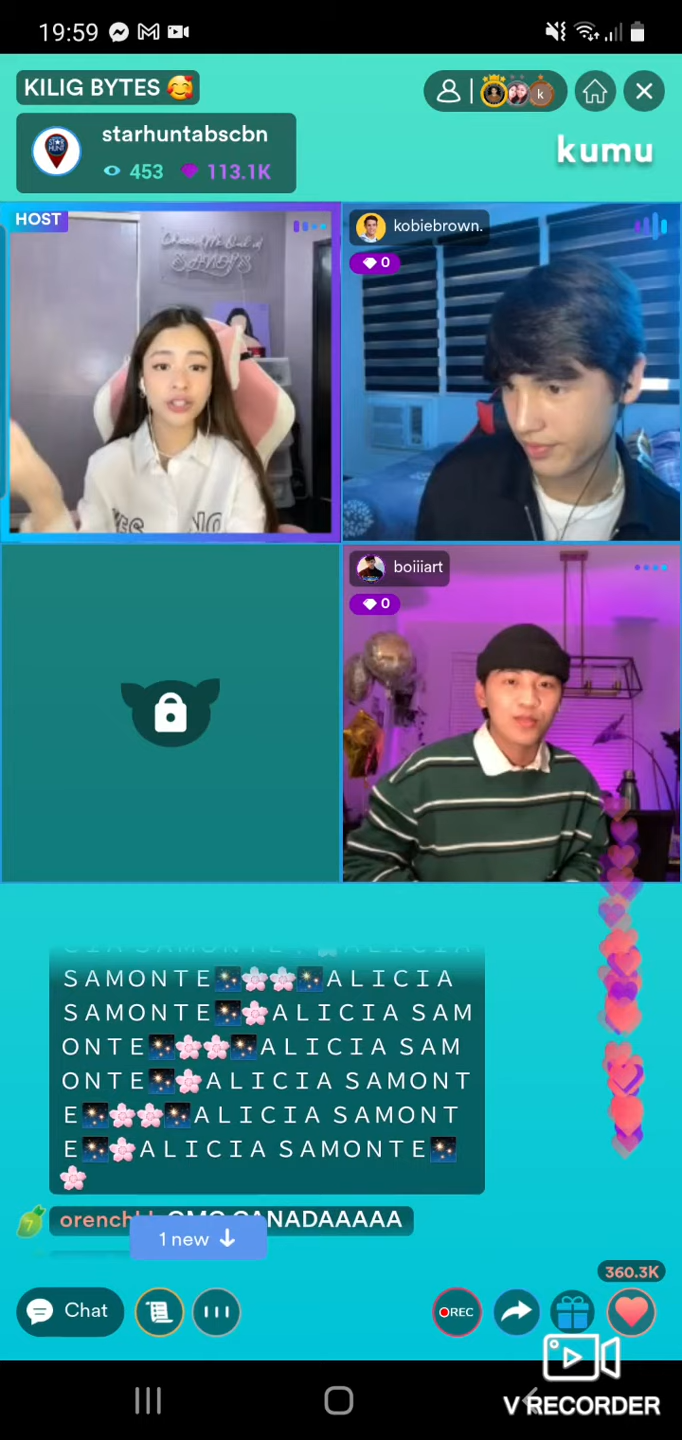 19:59
KILIG BYTES 🥰
k
starhuntabscbn
453 113.1K
kumu
HOST
kobiebrown.
0
boiiiart
0
SAMONTE🎇🌸🌸🎇ALICIA
SAMONTE🎇🌸ALICIA SAM
ONTE🎇🌸🌸🎇ALICIA SAM
ONTE🎇🌸ALICIA SAMONT
E🎇🌸🌸🎇ALICIA SAMONT
E🎇🌸ALICIA SAMONTE🎇
🌸
CANADAAAAA
1 new
360.3K
Chat
REC
V RECORDER